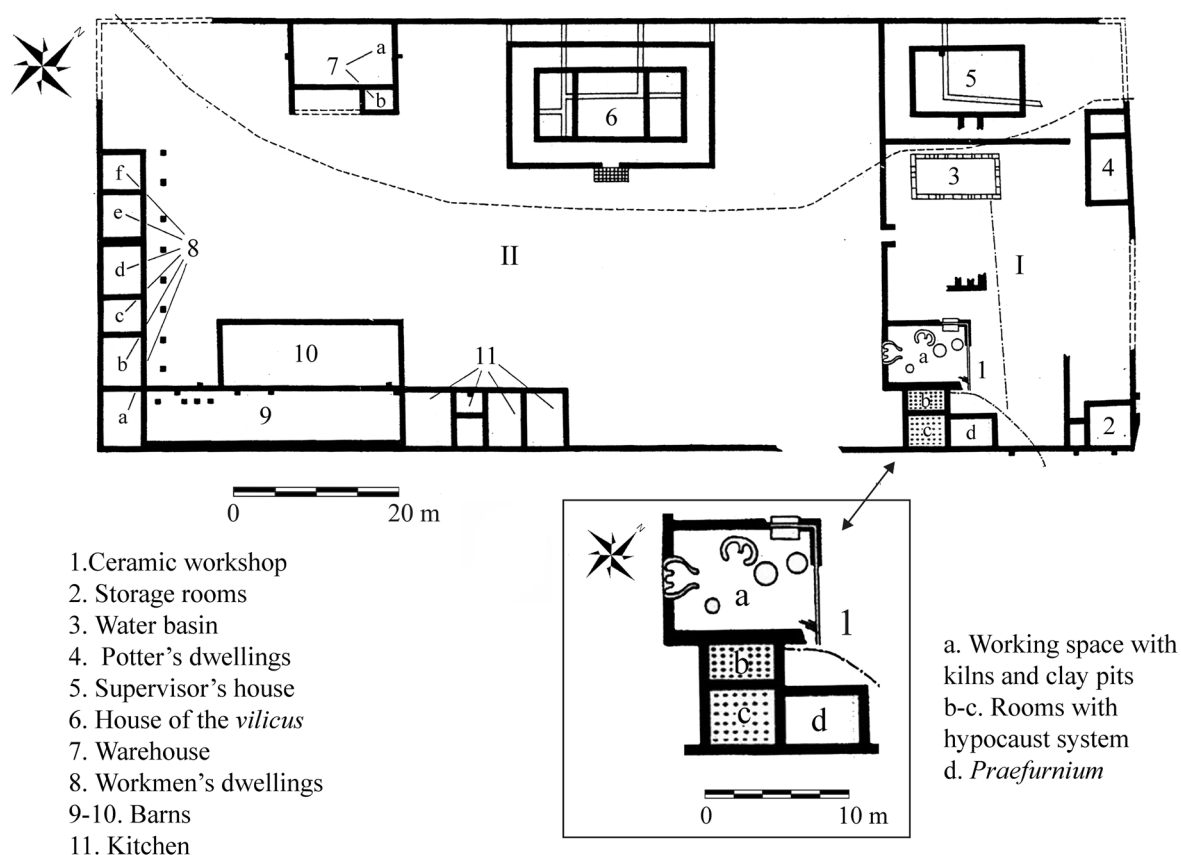 N
7
a
b
6
5
3
4
f
e
d
c
b
a
8
II
I
10
9
11
a
1
b
c
d
2
0 20 m
1.Ceramic workshop
2. Storage rooms
3. Water basin
4. Potter's dwellings
5. Supervisor's house
6. House of the vilicus
7. Warehouse
8. Workmen's dwellings
9-10. Barns
11. Kitchen
N
a
1
b
c
d
0 10 m
a. Working space with
kilns and clay pits
b-c. Rooms with
hypocaust system
d. Praefurnium